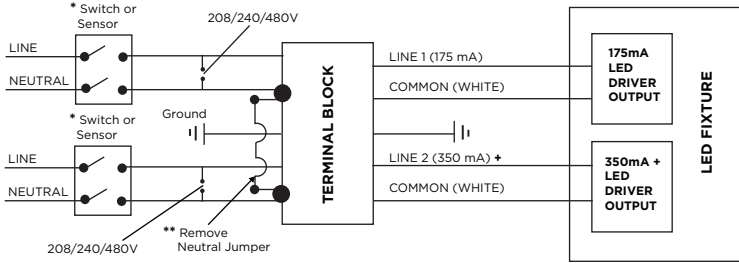 * Switch or
Sensor
208/240/480V
LINE
NEUTRAL
LINE 1 (175 mA)
COMMON (WHITE)
175mA
LED
DRIVER
OUTPUT
TERMINAL BLOCK
LED FIXTURE
* Switch or
Sensor
Ground
LINE
NEUTRAL
LINE 2 (350 mA) +
COMMON (WHITE)
350mA +
LED
DRIVER
OUTPUT
208/240/480V
** Remove
Neutral Jumper